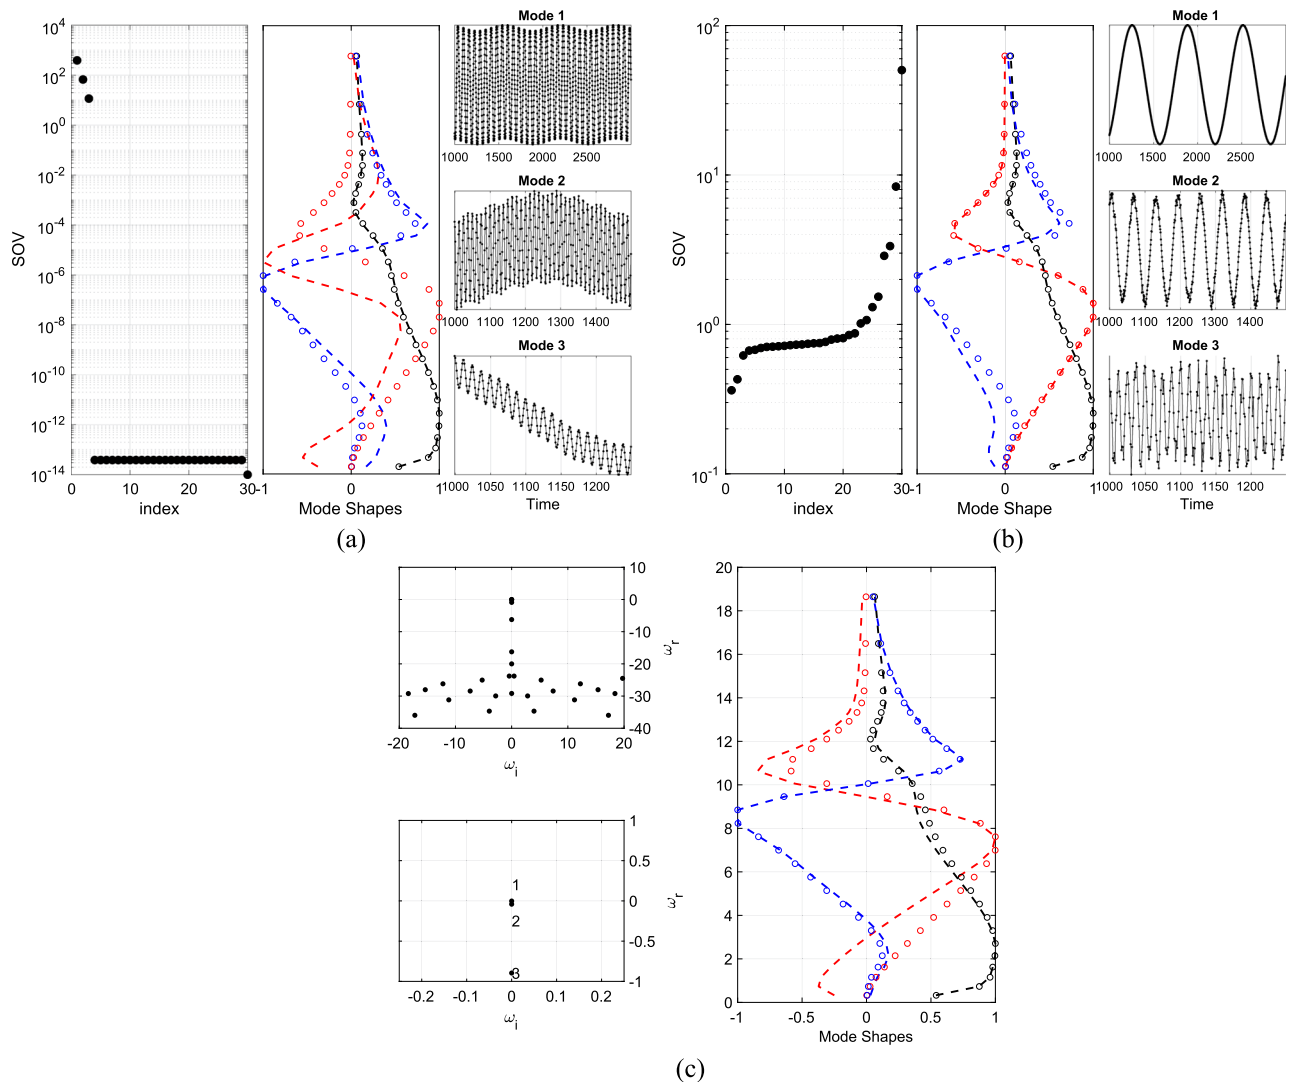 Mode 1
10^4
10^2
10^0
10^-2
10^-4
10^-6
10^-8
10^-10
10^-12
10^-14
SOV
0 10 20 30
index
-1 0 1
Mode Shapes
1000 1500 2000 2500
Mode 2
1000 1100 1200 1300 1400
Mode 3
1000 1050 1100 1150 1200
Time
(a)
Mode 1
10^2
10^1
10^0
10^-1
SOV
0 10 20 30
index
-1 0 1
Mode Shape
1000 1500 2000 2500
Mode 2
1000 1100 1200 1300 1400
Mode 3
1000 1050 1100 1150 1200
Time
(b)
10
0
-10
-20
-30
-40
ω_r
-20 -10 0 10 20
ω_i
1
0.5
0
-0.5
-1
ω_r
1
2
3
-0.2 -0.1 0 0.1 0.2
ω_i
20
18
16
14
12
10
8
6
4
2
0
-1 -0.5 0 0.5 1
Mode Shapes
(c)